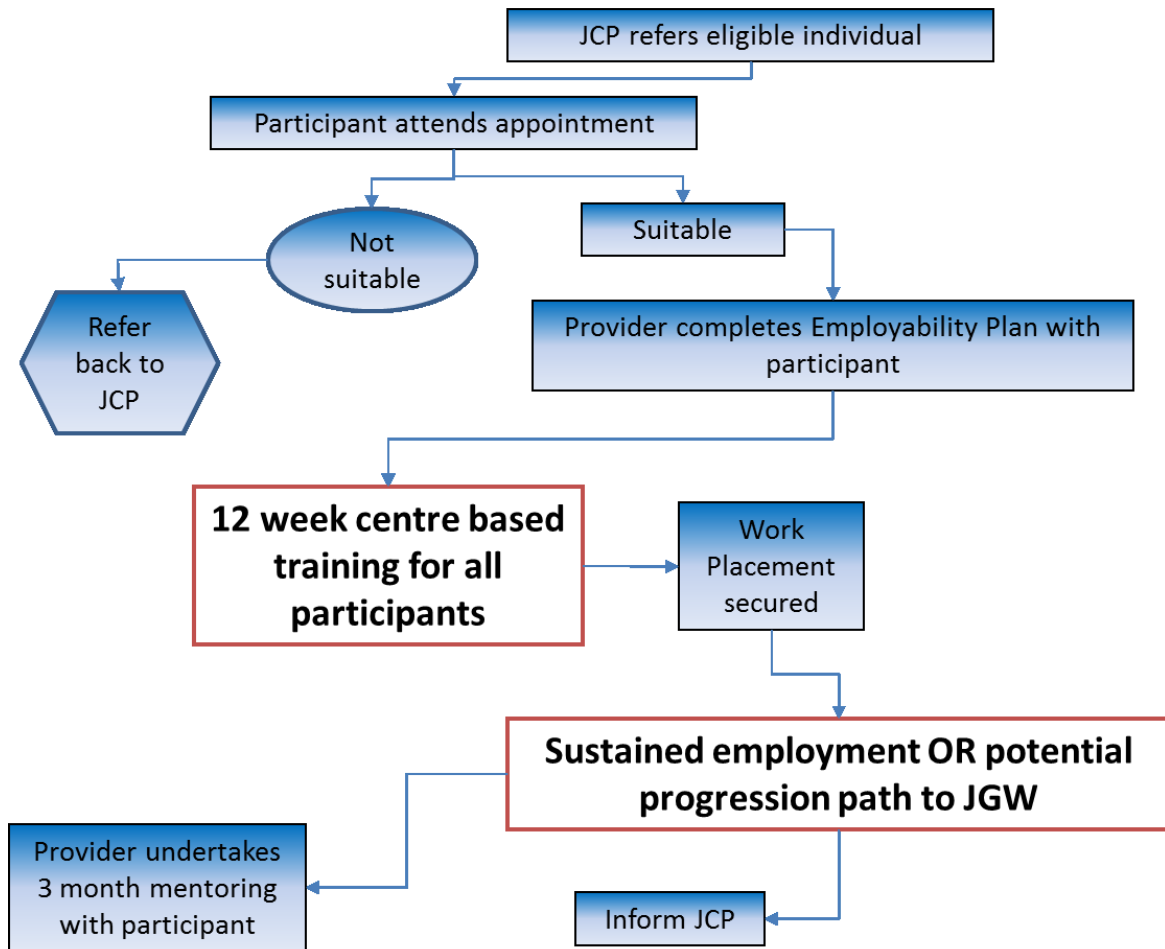 JCP refers eligible individual
Participant attends appointment
Not
suitable
Suitable
Refer
back to
JCP
Provider completes Employability Plan with
participant
12 week centre based
training for all
participants
Work
Placement
secured
Sustained employment OR potential
progression path to JGW
Provider undertakes
3 month mentoring
with participant
Inform JCP